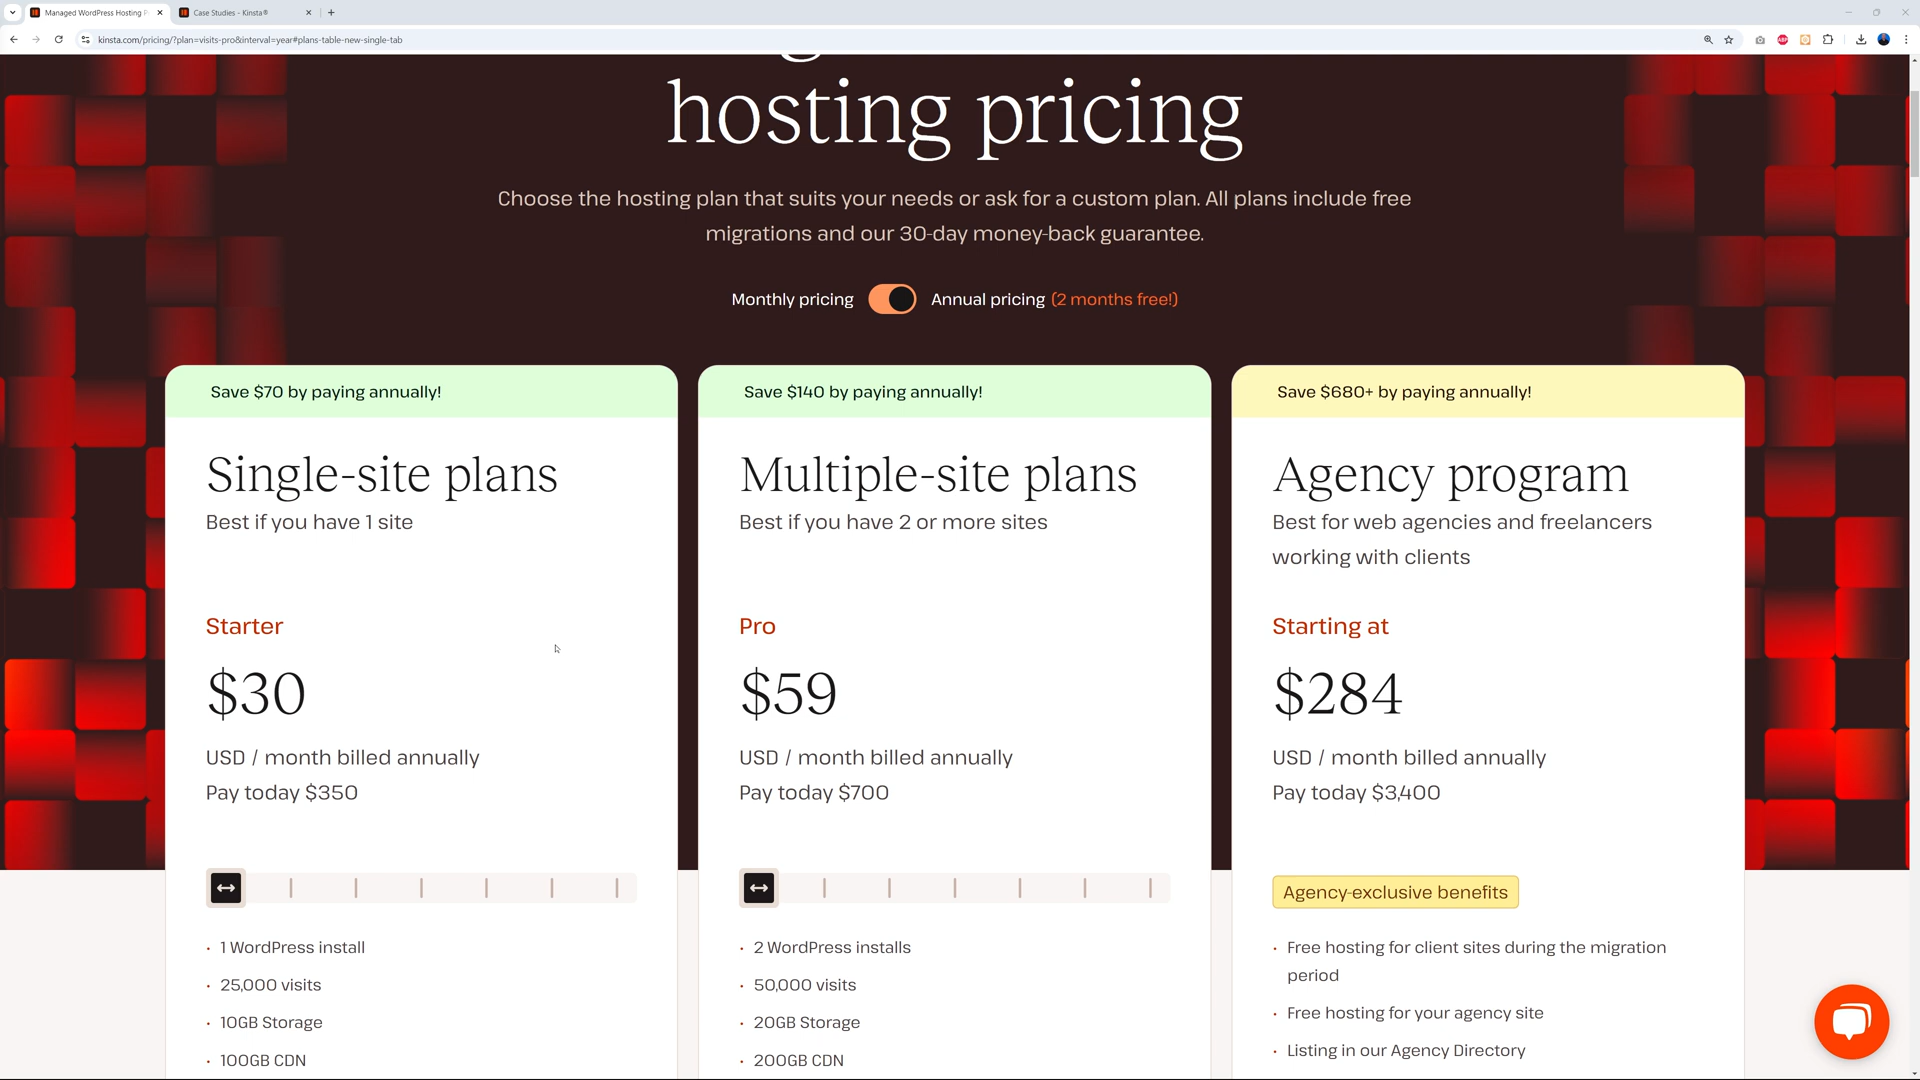 Managed WordPress Hosting P
Case Studies - Kinsta®
kinsta.com/pricing/?plan=visits-pro&interval=year#plans-table-new-single-tab
ABP
hosting pricing
Choose the hosting plan that suits your needs or ask for a custom plan. All plans include free
migrations and our 30-day money-back guarantee.
Monthly pricing
Annual pricing (2 months free!)
Save $70 by paying annually!
Single-site plans
Best if you have 1 site
Starter
$30
USD / month billed annually
Pay today $350
· 1 WordPress install
· 25,000 visits
· 10GB Storage
· 100GB CDN
Save $140 by paying annually!
Multiple-site plans
Best if you have 2 or more sites
Pro
$59
USD / month billed annually
Pay today $700
· 2 WordPress installs
· 50,000 visits
· 20GB Storage
· 200GB CDN
Save $680+ by paying annually!
Agency program
Best for web agencies and freelancers
working with clients
Starting at
$284
USD / month billed annually
Pay today $3,400
Agency-exclusive benefits
· Free hosting for client sites during the migration
period
· Free hosting for your agency site
· Listing in our Agency Directory